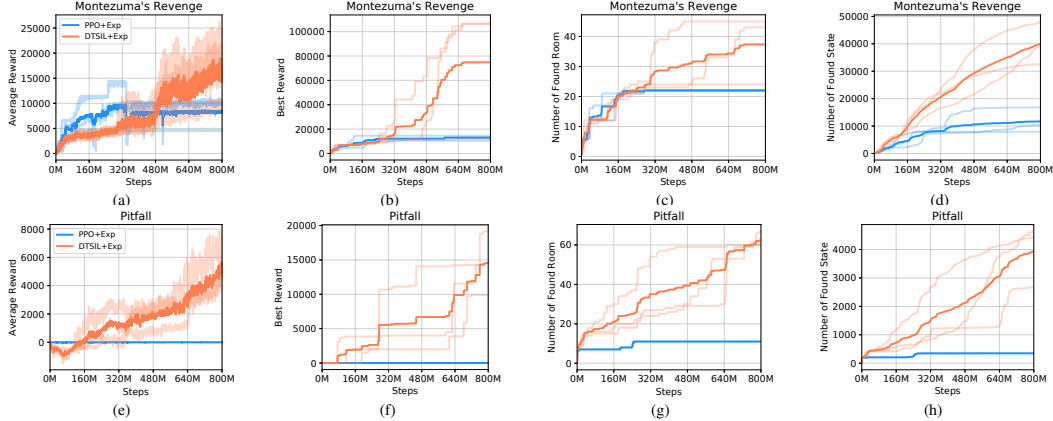 Montezuma's Revenge
Average Reward
25000
20000
15000
10000
5000
0
PPO+Exp
DTSIL+Exp
0M 160M 320M 480M 640M 800M
Steps
(a)
Montezuma's Revenge
Best Reward
100000
80000
60000
40000
20000
0
0M 160M 320M 480M 640M 800M
Steps
(b)
Montezuma's Revenge
Number of Found Room
40
30
20
10
0
0M 160M 320M 480M 640M 800M
Steps
(c)
Montezuma's Revenge
Number of Found State
50000
40000
30000
20000
10000
0
0M 160M 320M 480M 640M 800M
Steps
(d)
Pitfall
Average Reward
8000
6000
4000
2000
0
PPO+Exp
DTSIL+Exp
0M 160M 320M 480M 640M 800M
Steps
(e)
Pitfall
Best Reward
20000
15000
10000
5000
0
0M 160M 320M 480M 640M 800M
Steps
(f)
Pitfall
Number of Found Room
60
40
20
0
0M 160M 320M 480M 640M 800M
Steps
(g)
Pitfall
Number of Found State
4000
3000
2000
1000
0
0M 160M 320M 480M 640M 800M
Steps
(h)